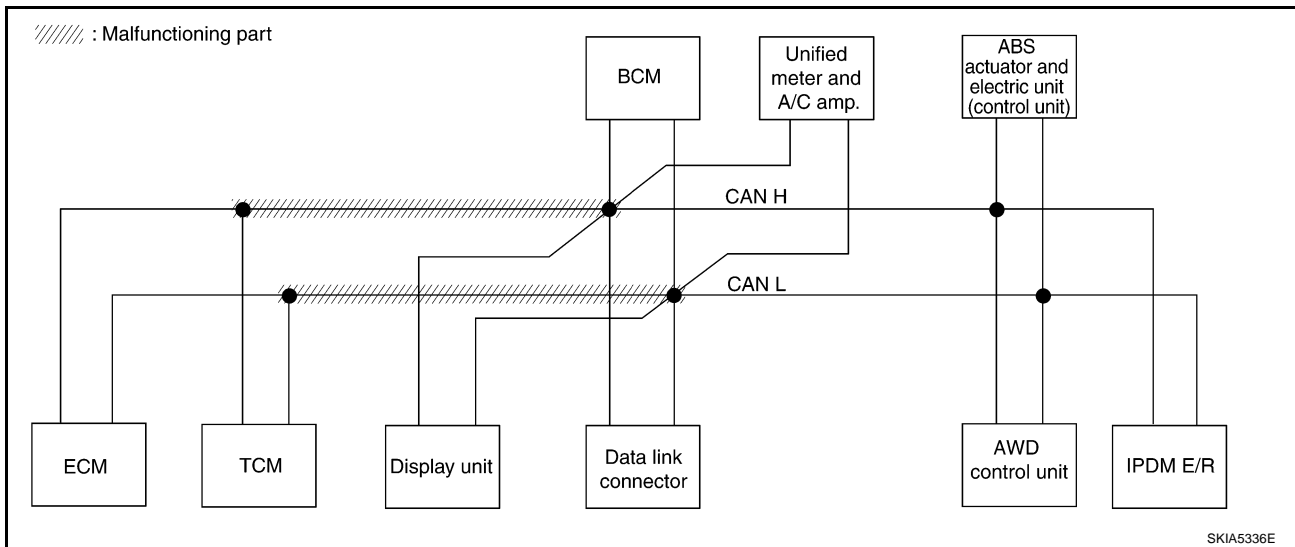 : Malfunctioning part
BCM
Unified
meter and
A/C amp.
ABS
actuator and
electric unit
(control unit)
CAN H
CAN L
ECM
TCM
Display unit
Data link
connector
AWD
control unit
IPDM E/R
SKIA5336E